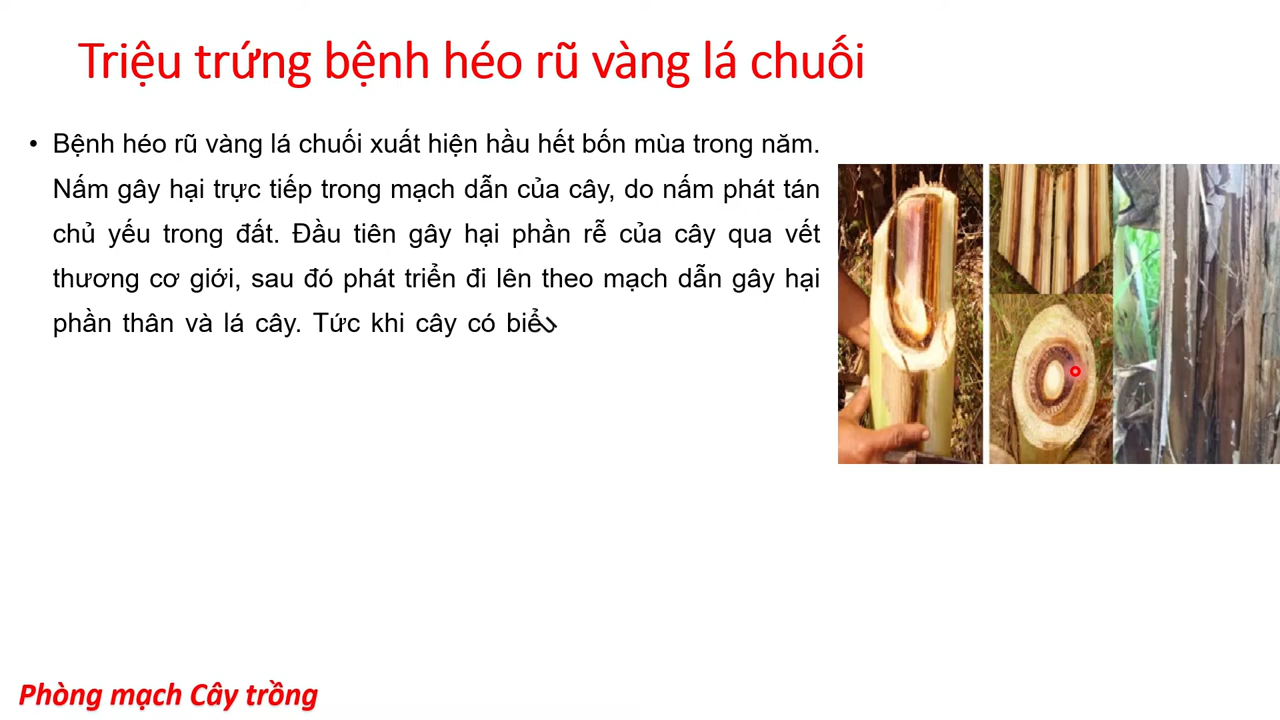 Triệu trứng bệnh héo rũ vàng lá chuối
• Bệnh héo rũ vàng lá chuối xuất hiện hầu hết bốn mùa trong năm.
Nấm gây hại trực tiếp trong mạch dẫn của cây, do nấm phát tán
chủ yếu trong đất. Đầu tiên gây hại phần rễ của cây qua vết
thương cơ giới, sau đó phát triển đi lên theo mạch dẫn gây hại
phần thân và lá cây. Tức khi cây có
Phòng mạch Cây trồng